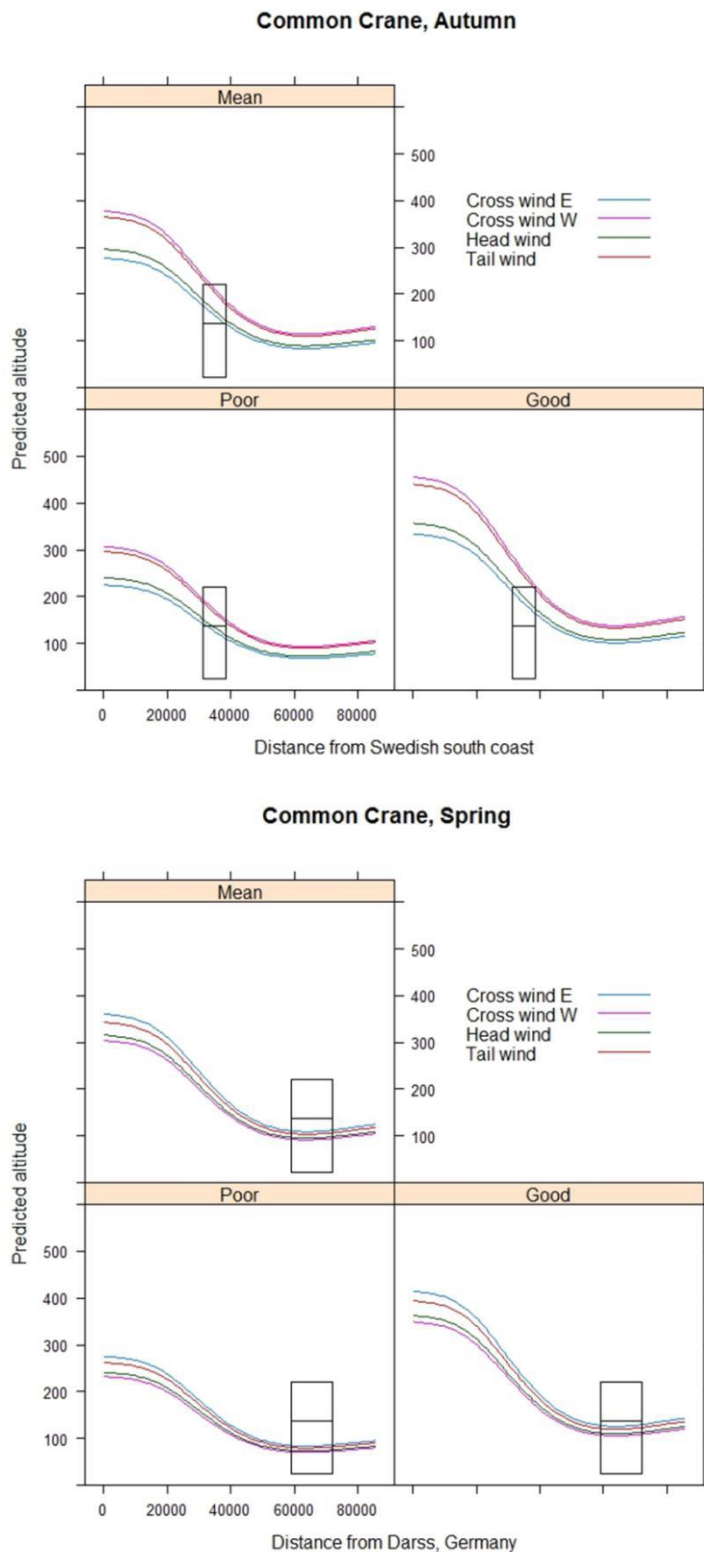 Common Crane, Autumn
Mean
500
400
300
200
100
Cross wind E
Cross wind W
Head wind
Tail wind
Predicted altitude
Poor
Good
500
400
300
200
100
0 20000 40000 60000 80000
Distance from Swedish south coast
Common Crane, Spring
Mean
500
400
300
200
100
Cross wind E
Cross wind W
Head wind
Tail wind
Predicted altitude
Poor
Good
500
400
300
200
100
0 20000 40000 60000 80000
Distance from Darss, Germany